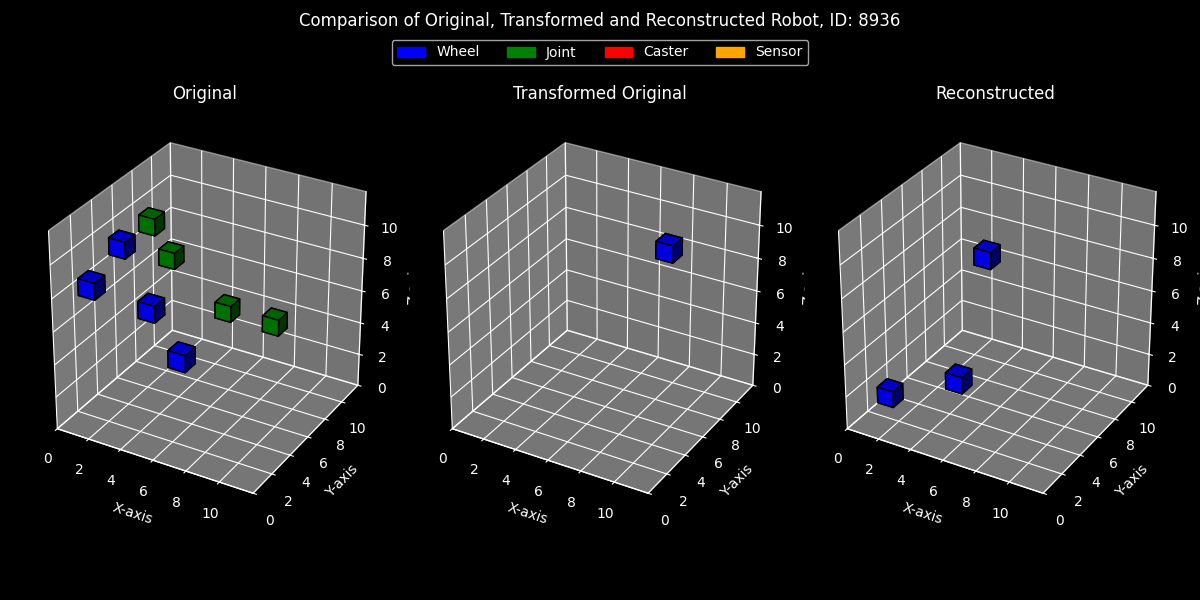 Comparison of Original, Transformed and Reconstructed Robot, ID: 8936
Wheel Joint Caster Sensor
Original
Transformed Original
Reconstructed
0 2 4 6 8 10
X-axis
0 2 4 6 8 10
Y-axis
0 2 4 6 8 10
0 2 4 6 8 10
X-axis
0 2 4 6 8 10
Y-axis
0 2 4 6 8 10
0 2 4 6 8 10
X-axis
0 2 4 6 8 10
Y-axis
0 2 4 6 8 10